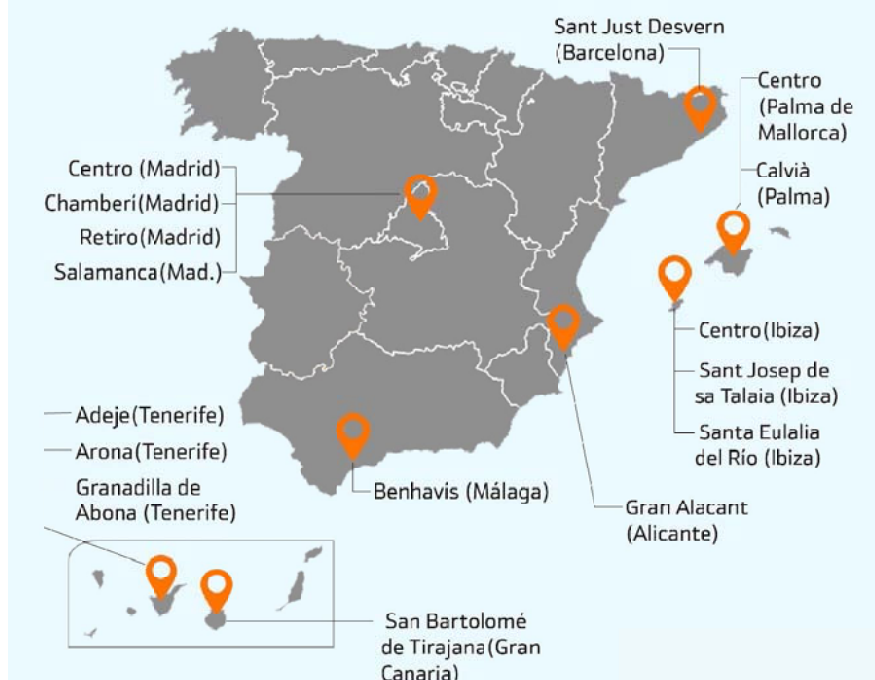 Sant Just Desvern
(Barcelona)
Centro
(Palma de
Mallorca)
Calvià
(Palma)
Centro (Madrid)
Chamberí(Madrid)
Retiro(Madrid)
Salamanca(Mad.)
Centro(Ibiza)
Sant Josep de
sa Talaia (Ibiza)
Santa Eulalia
del Río (Ibiza)
Adeje(Tenerife)
Arona(Tenerife)
Granadilla de
Abona (Tenerife)
Benhavís (Málaga)
Gran Alacant
(Alicante)
San Bartolomé
de Tirajana(Gran
Canaria)